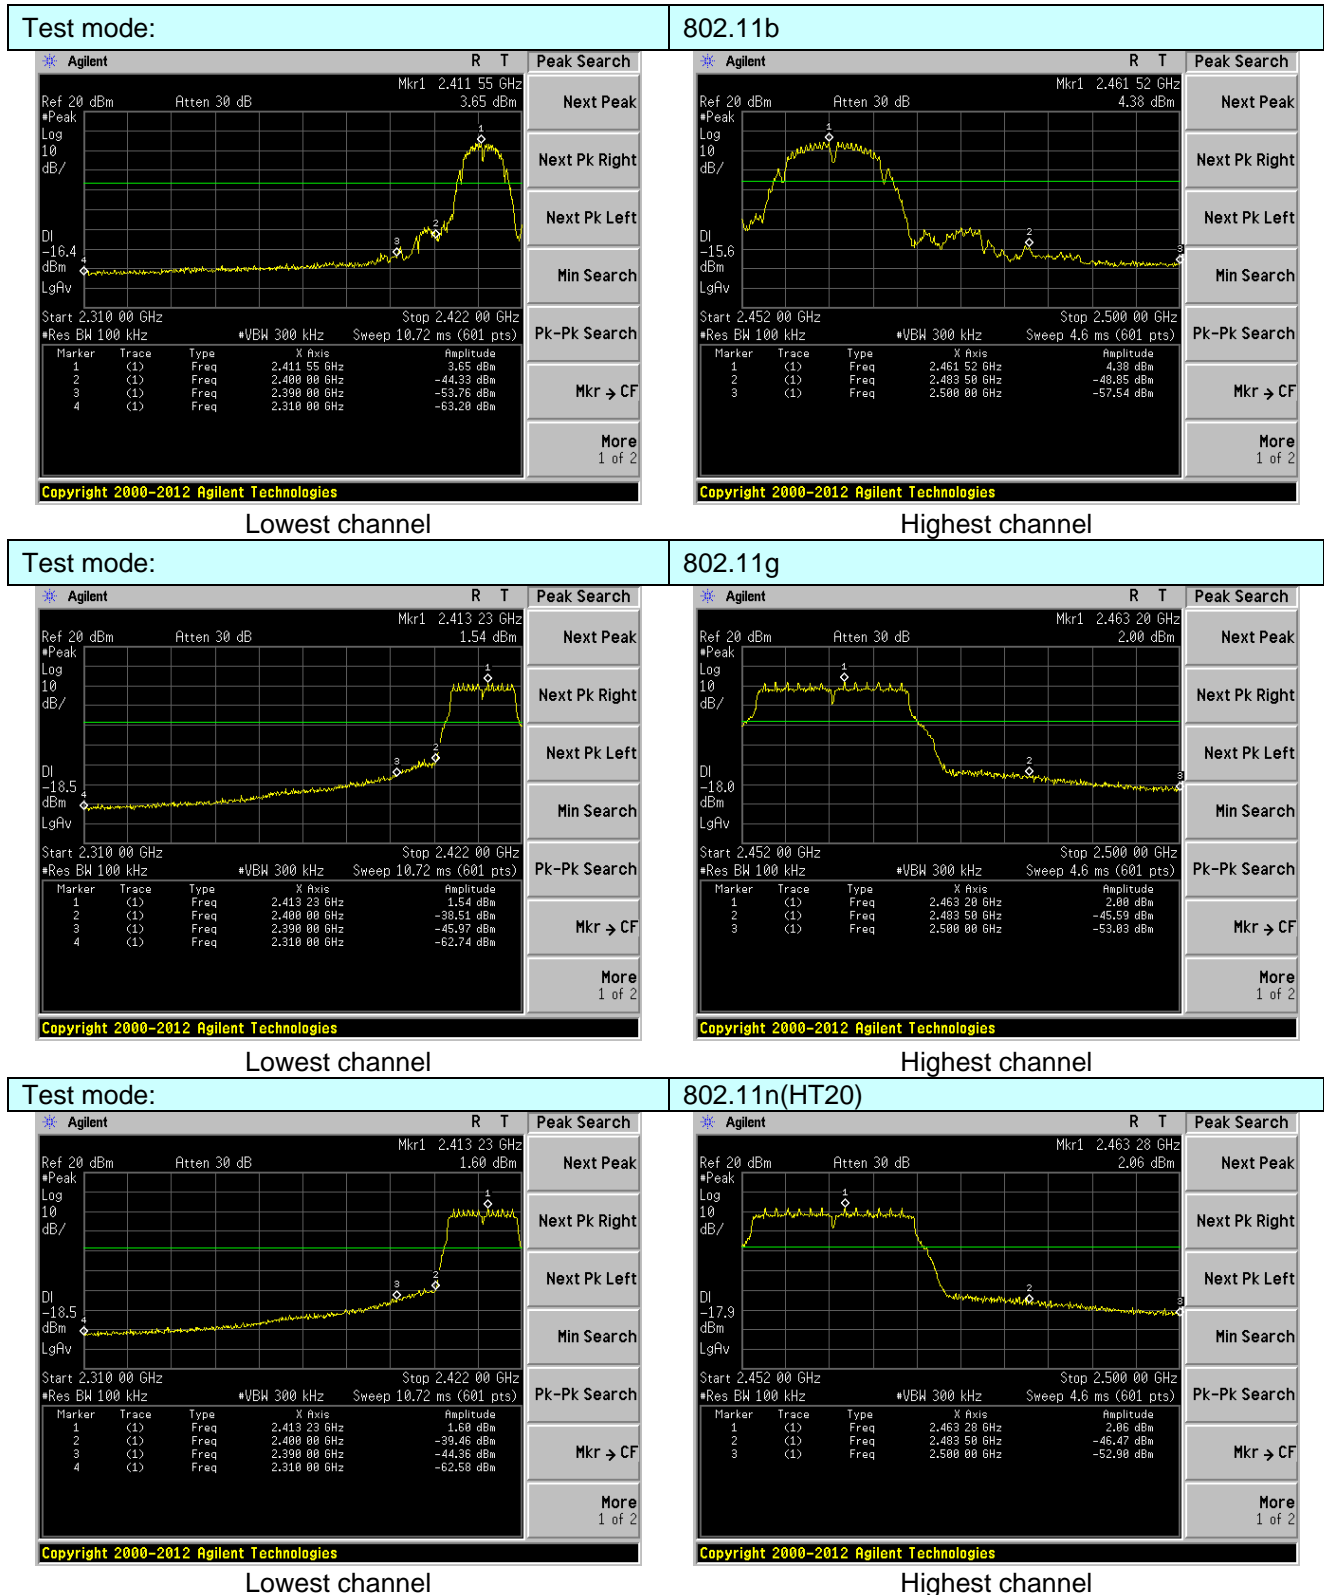 Test mode: 802.11b
Agilent R T Peak Search
Mkr1 2.411 55 GHz
Ref 20 dBm Atten 30 dB 3.65 dBm
#Peak
Log
10
dB/
1
2
3
4
DI
-16.4
dBm
LgAv
Start 2.310 00 GHz Stop 2.422 00 GHz
#Res BW 100 kHz #VBW 300 kHz Sweep 10.72 ms (601 pts)
Marker Trace Type X Axis Amplitude
1 (1) Freq 2.411 55 GHz 3.65 dBm
2 (1) Freq 2.400 00 GHz -44.33 dBm
3 (1) Freq 2.390 00 GHz -53.76 dBm
4 (1) Freq 2.310 00 GHz -63.20 dBm
Next Peak
Next Pk Right
Next Pk Left
Min Search
Pk-Pk Search
Mkr → CF
More
1 of 2
Copyright 2000-2012 Agilent Technologies
Lowest channel
Agilent R T Peak Search
Mkr1 2.461 52 GHz
Ref 20 dBm Atten 30 dB 4.38 dBm
#Peak
Log
10
dB/
1
2
3
DI
-15.6
dBm
LgAv
Start 2.452 00 GHz Stop 2.500 00 GHz
#Res BW 100 kHz #VBW 300 kHz Sweep 4.6 ms (601 pts)
Marker Trace Type X Axis Amplitude
1 (1) Freq 2.461 52 GHz 4.38 dBm
2 (1) Freq 2.483 50 GHz -48.85 dBm
3 (1) Freq 2.500 00 GHz -57.54 dBm
Next Peak
Next Pk Right
Next Pk Left
Min Search
Pk-Pk Search
Mkr → CF
More
1 of 2
Copyright 2000-2012 Agilent Technologies
Highest channel
Test mode: 802.11g
Agilent R T Peak Search
Mkr1 2.413 23 GHz
Ref 20 dBm Atten 30 dB 1.54 dBm
#Peak
Log
10
dB/
1
2
3
4
DI
-18.5
dBm
LgAv
Start 2.310 00 GHz Stop 2.422 00 GHz
#Res BW 100 kHz #VBW 300 kHz Sweep 10.72 ms (601 pts)
Marker Trace Type X Axis Amplitude
1 (1) Freq 2.413 23 GHz 1.54 dBm
2 (1) Freq 2.400 00 GHz -38.51 dBm
3 (1) Freq 2.390 00 GHz -45.97 dBm
4 (1) Freq 2.310 00 GHz -62.74 dBm
Next Peak
Next Pk Right
Next Pk Left
Min Search
Pk-Pk Search
Mkr → CF
More
1 of 2
Copyright 2000-2012 Agilent Technologies
Lowest channel
Agilent R T Peak Search
Mkr1 2.463 20 GHz
Ref 20 dBm Atten 30 dB 2.00 dBm
#Peak
Log
10
dB/
1
2
3
DI
-18.0
dBm
LgAv
Start 2.452 00 GHz Stop 2.500 00 GHz
#Res BW 100 kHz #VBW 300 kHz Sweep 4.6 ms (601 pts)
Marker Trace Type X Axis Amplitude
1 (1) Freq 2.463 20 GHz 2.00 dBm
2 (1) Freq 2.483 50 GHz -45.59 dBm
3 (1) Freq 2.500 00 GHz -53.03 dBm
Next Peak
Next Pk Right
Next Pk Left
Min Search
Pk-Pk Search
Mkr → CF
More
1 of 2
Copyright 2000-2012 Agilent Technologies
Highest channel
Test mode: 802.11n(HT20)
Agilent R T Peak Search
Mkr1 2.413 23 GHz
Ref 20 dBm Atten 30 dB 1.60 dBm
#Peak
Log
10
dB/
1
2
3
4
DI
-18.5
dBm
LgAv
Start 2.310 00 GHz Stop 2.422 00 GHz
#Res BW 100 kHz #VBW 300 kHz Sweep 10.72 ms (601 pts)
Marker Trace Type X Axis Amplitude
1 (1) Freq 2.413 23 GHz 1.60 dBm
2 (1) Freq 2.400 00 GHz -39.46 dBm
3 (1) Freq 2.390 00 GHz -44.36 dBm
4 (1) Freq 2.310 00 GHz -62.58 dBm
Next Peak
Next Pk Right
Next Pk Left
Min Search
Pk-Pk Search
Mkr → CF
More
1 of 2
Copyright 2000-2012 Agilent Technologies
Lowest channel
Agilent R T Peak Search
Mkr1 2.463 28 GHz
Ref 20 dBm Atten 30 dB 2.06 dBm
#Peak
Log
10
dB/
1
2
3
DI
-17.9
dBm
LgAv
Start 2.452 00 GHz Stop 2.500 00 GHz
#Res BW 100 kHz #VBW 300 kHz Sweep 4.6 ms (601 pts)
Marker Trace Type X Axis Amplitude
1 (1) Freq 2.463 28 GHz 2.06 dBm
2 (1) Freq 2.483 50 GHz -46.47 dBm
3 (1) Freq 2.500 00 GHz -52.90 dBm
Next Peak
Next Pk Right
Next Pk Left
Min Search
Pk-Pk Search
Mkr → CF
More
1 of 2
Copyright 2000-2012 Agilent Technologies
Highest channel